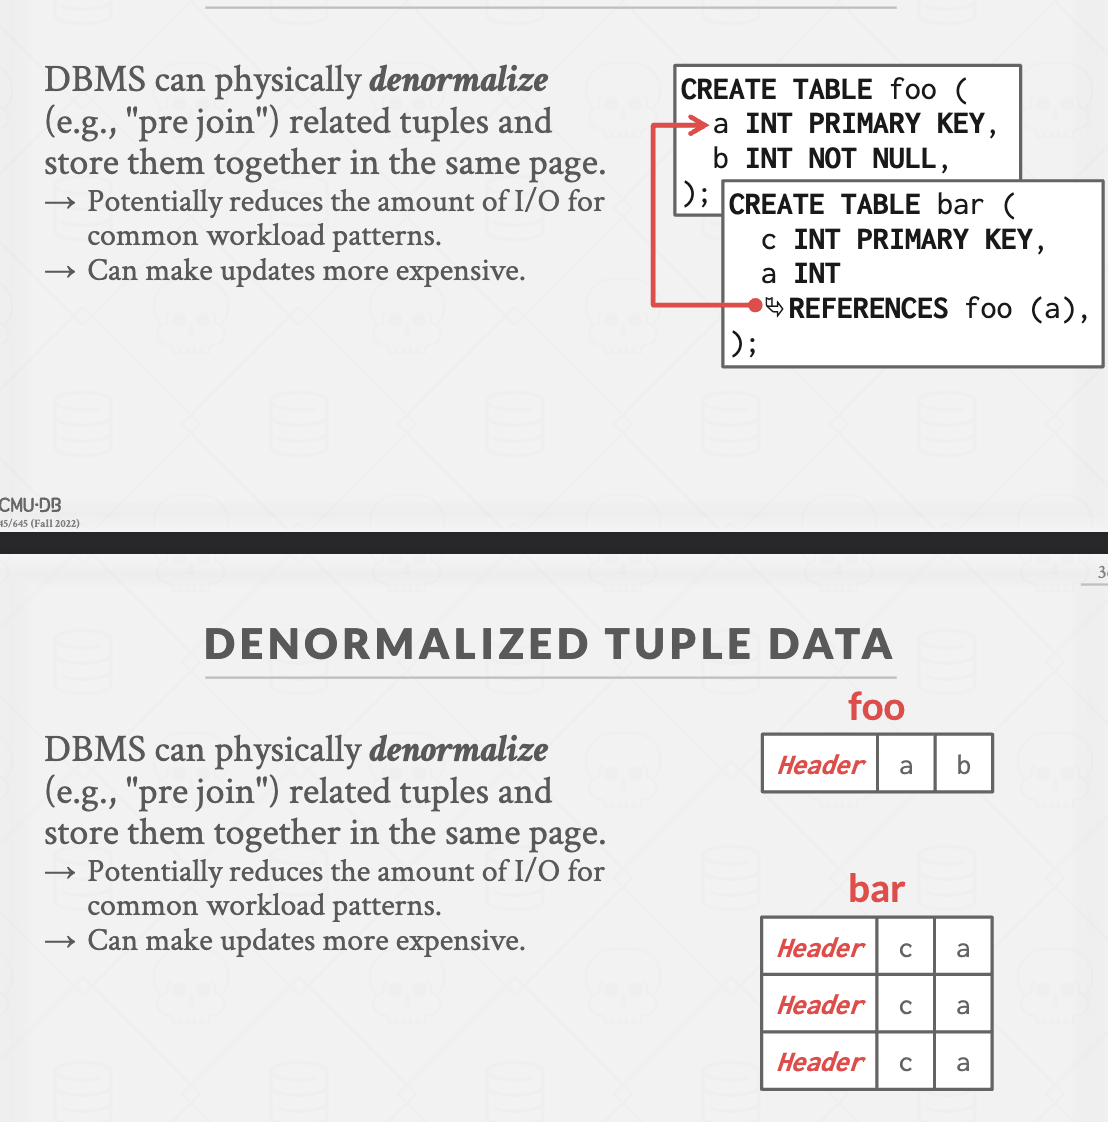 DBMS can physically denormalize
(e.g., "pre join") related tuples and
store them together in the same page.
→ Potentially reduces the amount of I/O for
common workload patterns.
→ Can make updates more expensive.
CREATE TABLE foo (
a INT PRIMARY KEY,
b INT NOT NULL,
);
CREATE TABLE bar (
c INT PRIMARY KEY,
a INT
↳REFERENCES foo (a),
);
CMU·DB
45/645 (Fall 2022)
DENORMALIZED TUPLE DATA
DBMS can physically denormalize
(e.g., "pre join") related tuples and
store them together in the same page.
→ Potentially reduces the amount of I/O for
common workload patterns.
→ Can make updates more expensive.
foo
Header a b
bar
Header c a
Header c a
Header c a